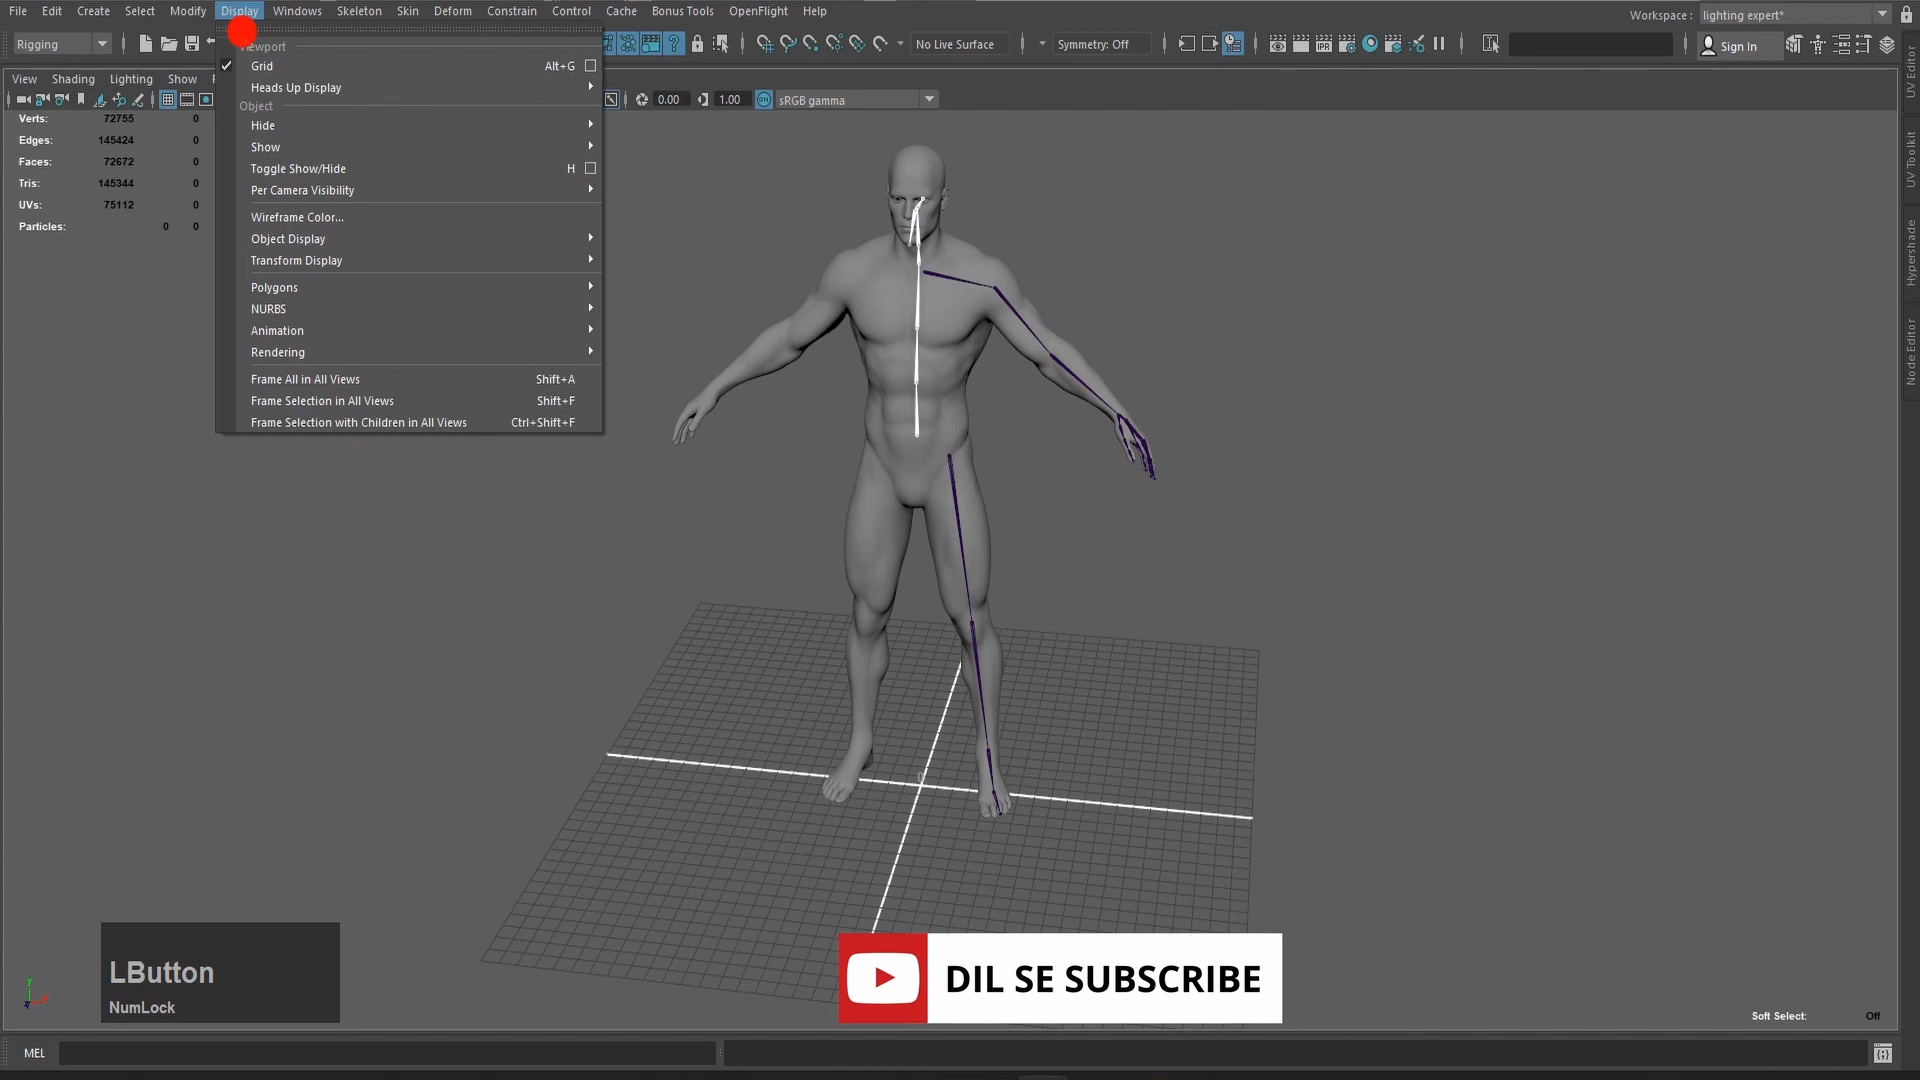 File Edit Create Select Modify Display Windows Skeleton Skin Deform Constrain Control Cache Bonus Tools OpenFlight Help
Workspace : lighting expert*
Rigging
No Live Surface
Symmetry: Off
Sign In
View Shading Lighting Show
0.00
1.00
ON
sRGB gamma
IPR
Verts: 72755 0
Edges: 145424 0
Faces: 72672 0
Tris: 145344 0
UVs: 75112 0
Particles: 0 0
Grid Alt+G
Heads Up Display
Object
Hide
Show
Toggle Show/Hide H
Per Camera Visibility
Wireframe Color...
Object Display
Transform Display
Polygons
NURBS
Animation
Rendering
Frame All in All Views Shift+A
Frame Selection in All Views Shift+F
Frame Selection with Children in All Views Ctrl+Shift+F
UV Editor
UV Toolkit
Hypershade
Node Editor
LButton
NumLock
DIL SE SUBSCRIBE
Soft Select: Off
MEL